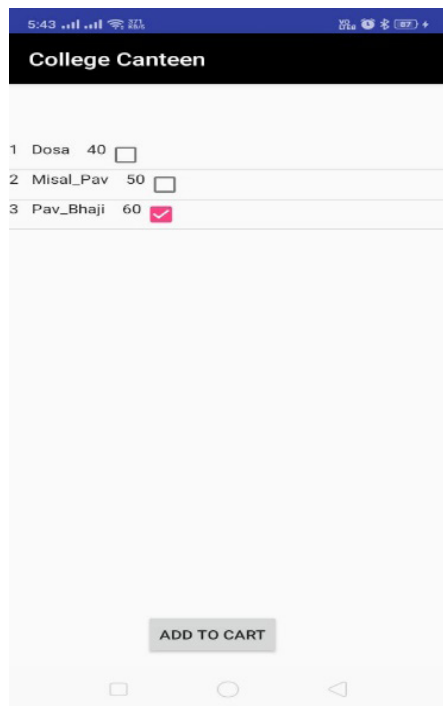 5:43
College Canteen
1 Dosa 40
2 Misal_Pav 50
3 Pav_Bhaji 60
ADD TO CART